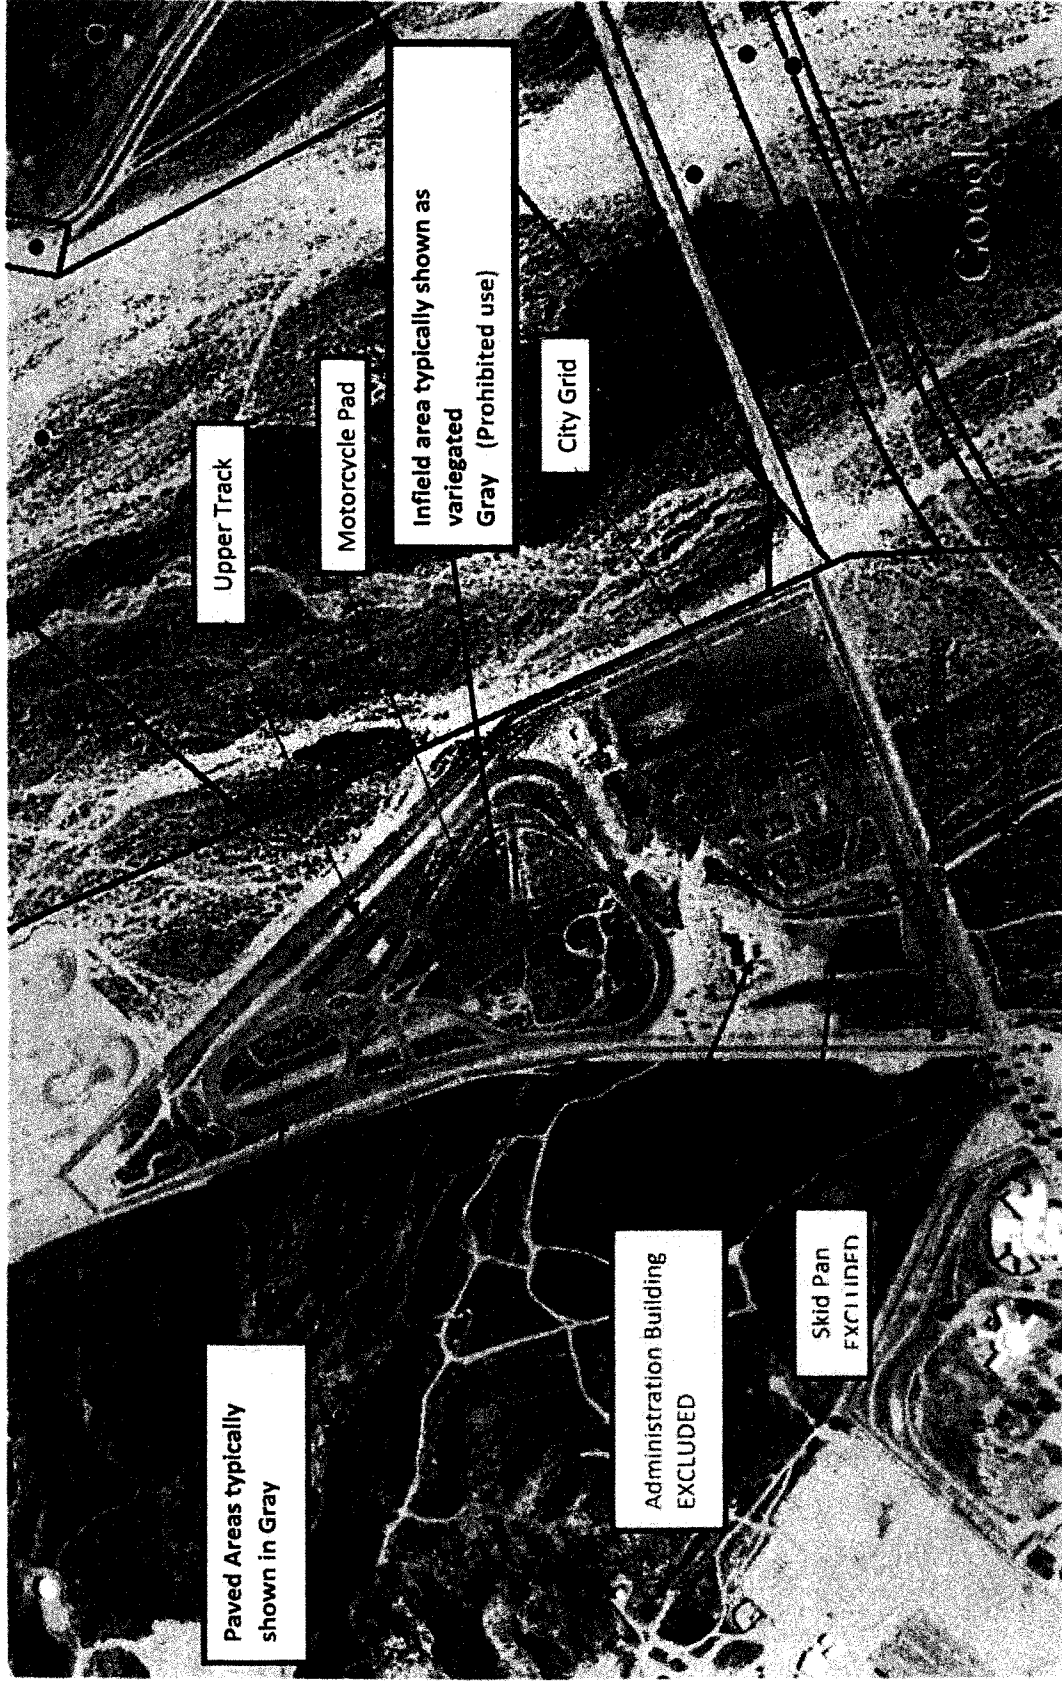 Paved Areas typically
shown in Gray
Upper Track
Motorcycle Pad
Infield area typically shown as
variegated
Gray (Prohibited use)
City Grid
Administration Building
EXCLUDED
Skid Pan
EXCLUDED
Google